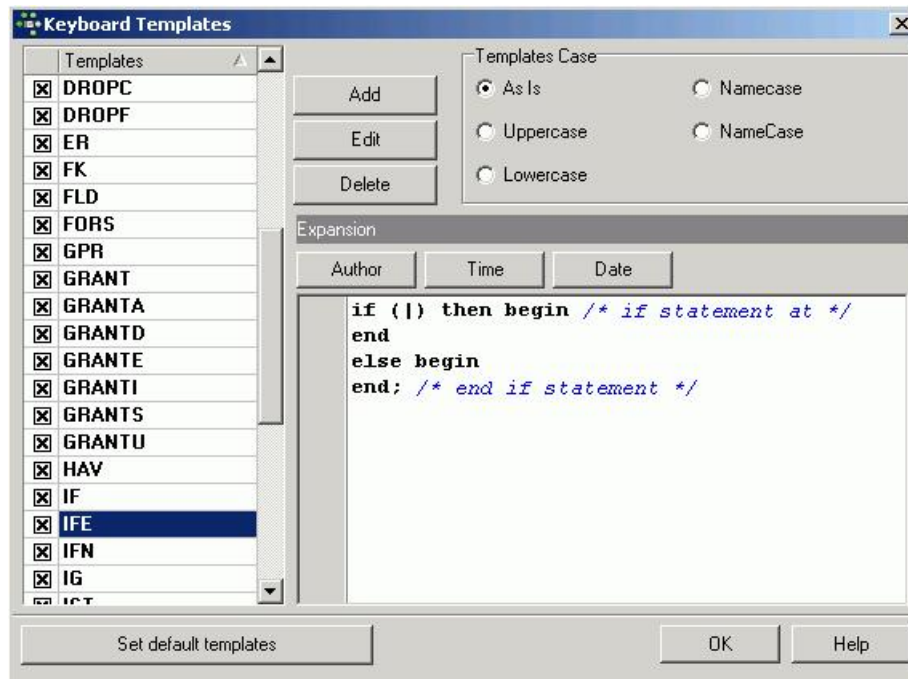 Keyboard Templates
Templates
DROPC
DROPF
ER
FK
FLD
FORS
GPR
GRANT
GRANTA
GRANTD
GRANTE
GRANTI
GRANTS
GRANTU
HAV
IF
IFE
IFN
IG
Add
Edit
Delete
Templates Case
As Is
Namecase
Uppercase
NameCase
Lowercase
Expansion
Author Time Date
if (|) then begin /* if statement at */
end
else begin
end; /* end if statement */
Set default templates
OK
Help